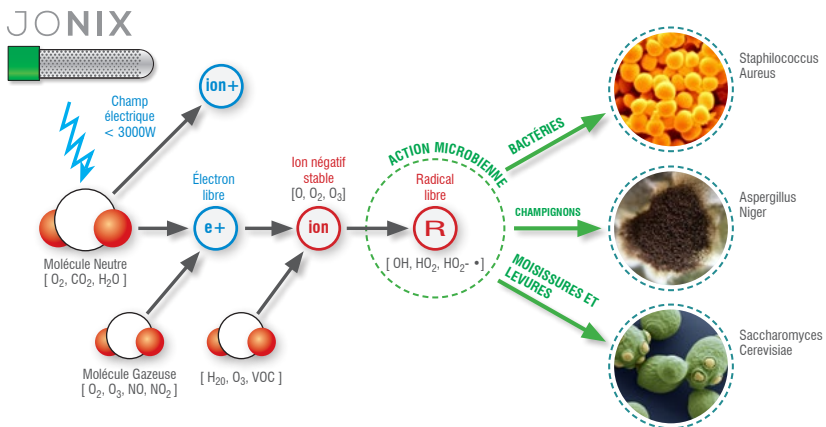 JONIX
Champ
électrique
< 3000W
ion+
Molécule Neutre
[ O₂, CO₂, H₂O ]
Électron
libre
e+
Ion négatif
stable
[O, O₂, O₃]
ion
ACTION MICROBIENNE
Radical
libre
R
[ OH, HO₂, HO₂- •]
Molécule Gazeuse
[ O₂, O₃, NO, NO₂ ]
[ H₂₀, O₃, VOC ]
BACTÉRIES
Staphilococcus
Aureus
CHAMPIGNONS
Aspergillus
Niger
MOISISSURES ET
LEVURES
Saccharomyces
Cerevisiae